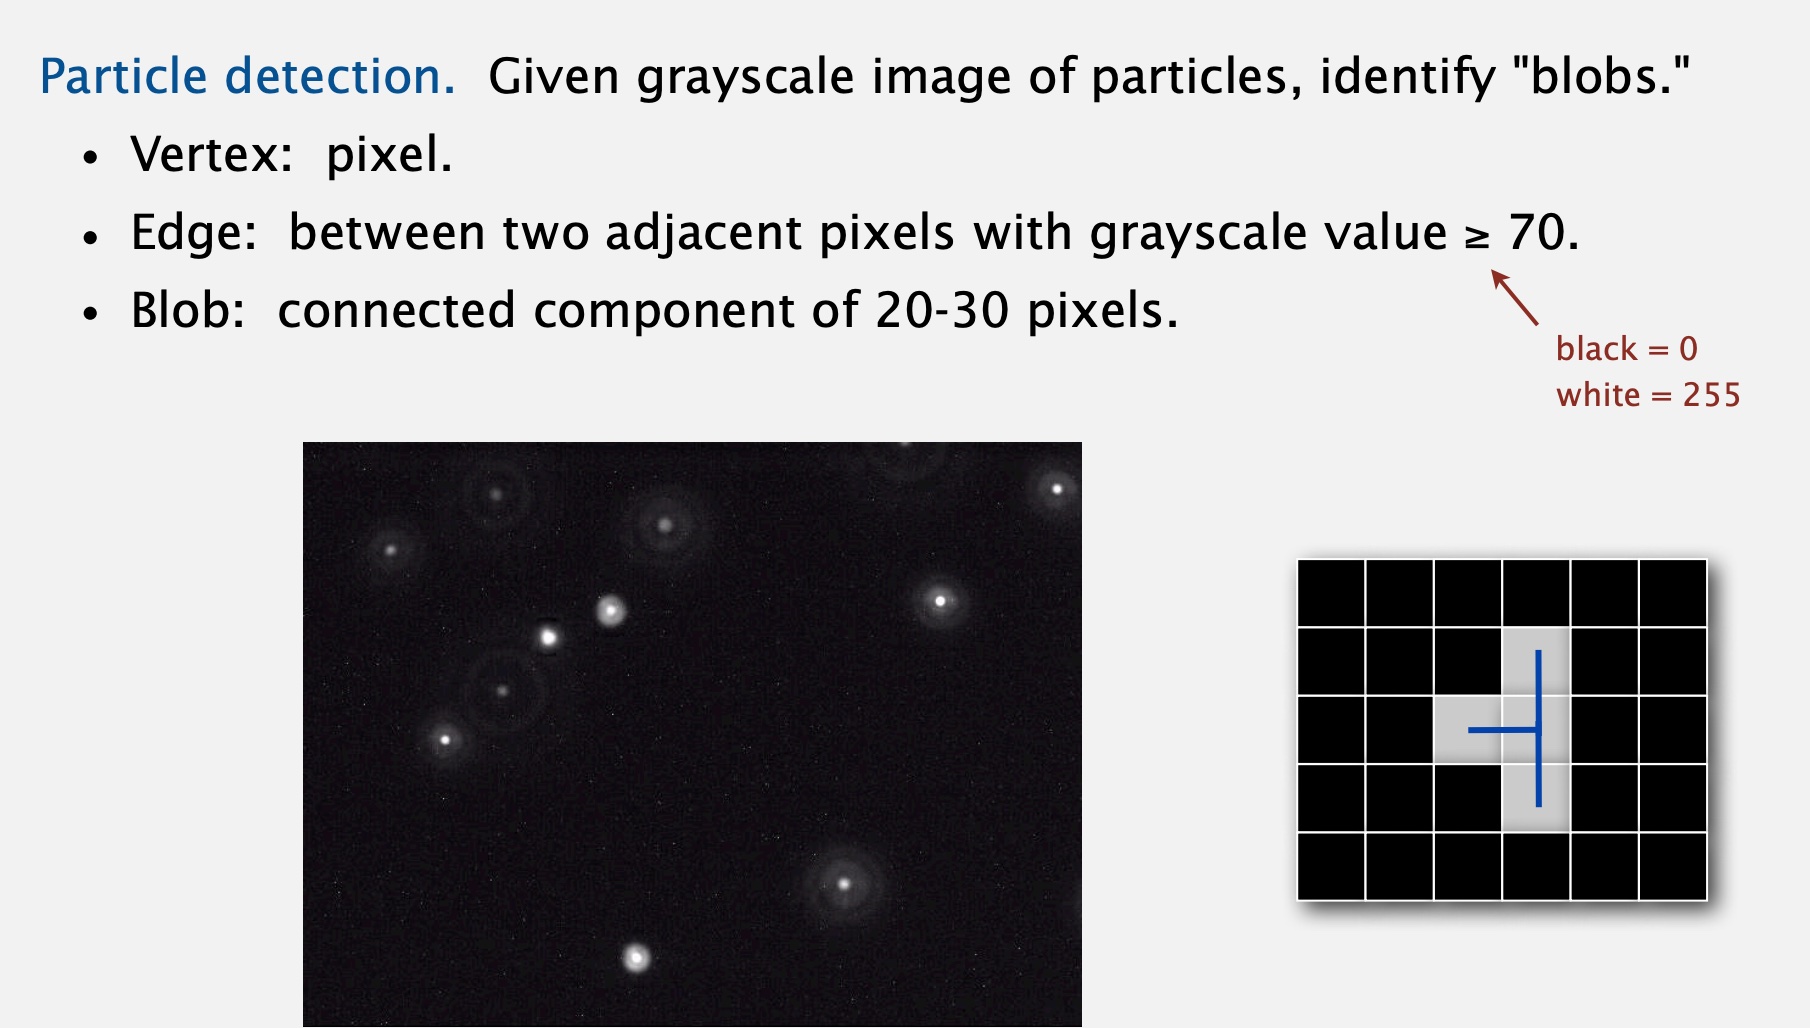 Particle detection. Given grayscale image of particles, identify "blobs."
• Vertex: pixel.
• Edge: between two adjacent pixels with grayscale value ≥ 70.
• Blob: connected component of 20-30 pixels.
black = 0
white = 255